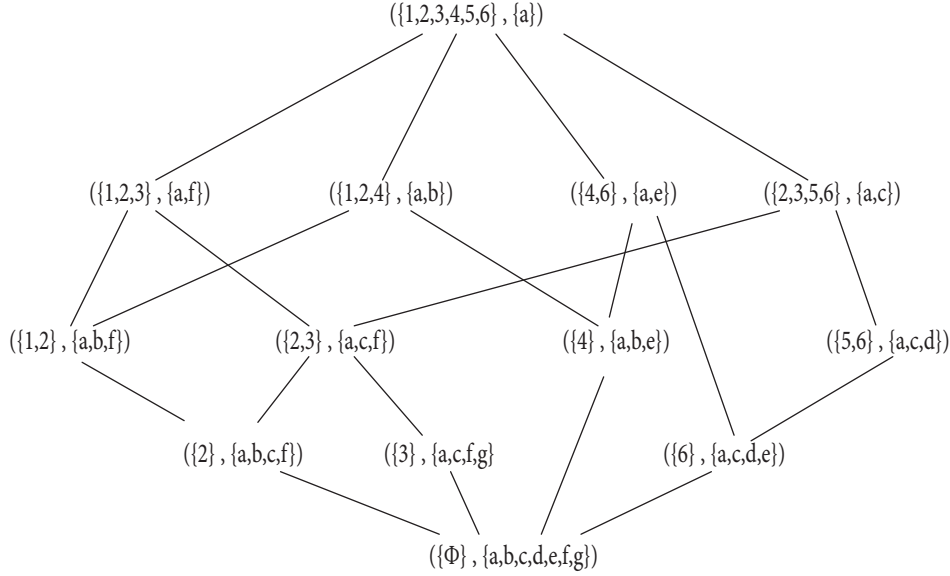 ({1,2,3,4,5,6} , {a})
({1,2,3} , {a,f}) ({1,2,4} , {a,b}) ({4,6} , {a,e}) ({2,3,5,6} , {a,c})
({1,2} , {a,b,f}) ({2,3} , {a,c,f}) ({4} , {a,b,e}) ({5,6} , {a,c,d})
({2} , {a,b,c,f}) ({3} , {a,c,f,g} ({6} , {a,c,d,e})
({Φ} , {a,b,c,d,e,f,g})